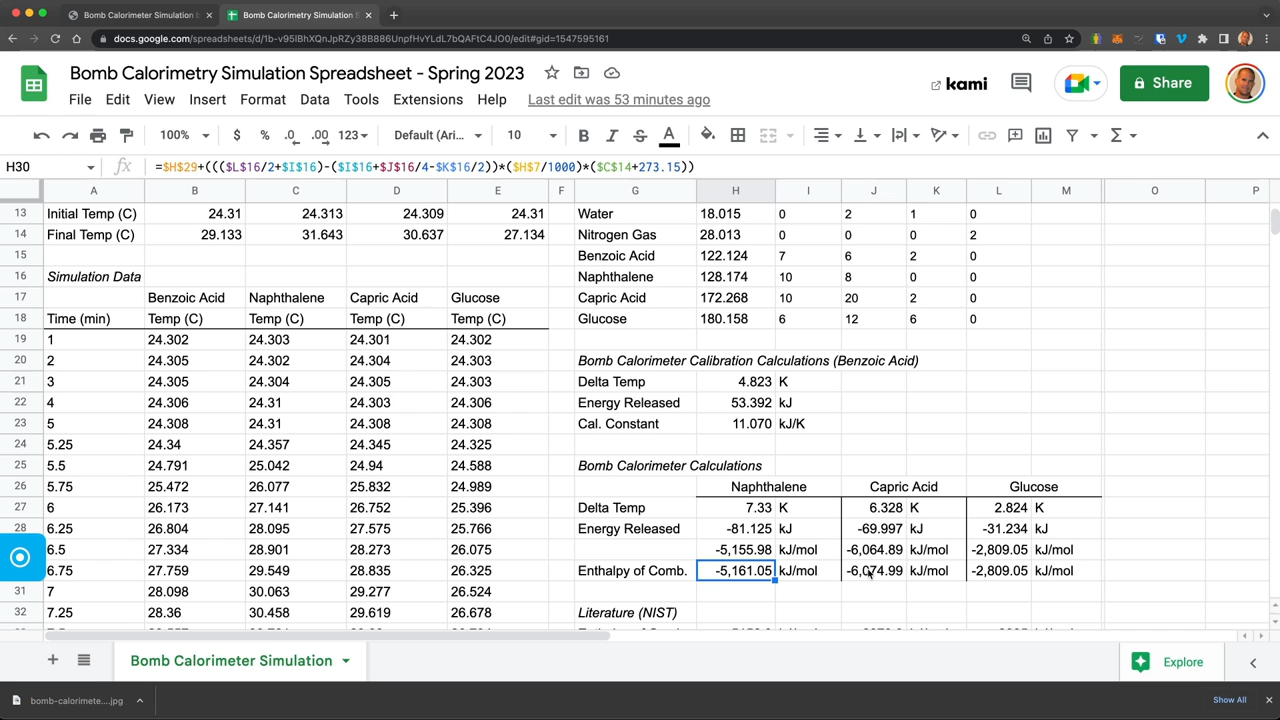 Bomb Calorimeter Simulation b
Bomb Calorimetry Simulation S
docs.google.com/spreadsheets/d/1b-v95lBhXQnJpRZy38B886UnpfHvYLdL7bQAFtC4JO0/edit#gid=1547595161
Bomb Calorimetry Simulation Spreadsheet - Spring 2023
File Edit View Insert Format Data Tools Extensions Help Last edit was 53 minutes ago
kami
Share
100% $ % .0 .00 123 Default (Ari... 10 B I S A
H30 fx =$H$29+((($L$16/2+$I$16)-($I$16+$J$16/4-$K$16/2))*($H$7/1000)*($C$14+273.15))
A B C D E F G H I J K L M O P
13 Initial Temp (C) 24.31 24.313 24.309 24.31 Water 18.015 0 2 1 0
14 Final Temp (C) 29.133 31.643 30.637 27.134 Nitrogen Gas 28.013 0 0 0 2
15 Benzoic Acid 122.124 7 6 2 0
16 Simulation Data Naphthalene 128.174 10 8 0 0
17 Benzoic Acid Naphthalene Capric Acid Glucose Capric Acid 172.268 10 20 2 0
18 Time (min) Temp (C) Temp (C) Temp (C) Temp (C) Glucose 180.158 6 12 6 0
19 1 24.302 24.303 24.301 24.302
20 2 24.305 24.302 24.304 24.303 Bomb Calorimeter Calibration Calculations (Benzoic Acid)
21 3 24.305 24.304 24.305 24.303 Delta Temp 4.823 K
22 4 24.306 24.31 24.303 24.306 Energy Released 53.392 kJ
23 5 24.308 24.31 24.308 24.308 Cal. Constant 11.070 kJ/K
24 5.25 24.34 24.357 24.345 24.325
25 5.5 24.791 25.042 24.94 24.588 Bomb Calorimeter Calculations
26 5.75 25.472 26.077 25.832 24.989 Naphthalene Capric Acid Glucose
27 6 26.173 27.141 26.752 25.396 Delta Temp 7.33 K 6.328 K 2.824 K
28 6.25 26.804 28.095 27.575 25.766 Energy Released -81.125 kJ -69.997 kJ -31.234 kJ
6.5 27.334 28.901 28.273 26.075 -5,155.98 kJ/mol -6,064.89 kJ/mol -2,809.05 kJ/mol
6.75 27.759 29.549 28.835 26.325 Enthalpy of Comb. -5,161.05 kJ/mol -6,074.99 kJ/mol -2,809.05 kJ/mol
31 7 28.098 30.063 29.277 26.524
32 7.25 28.36 30.458 29.619 26.678 Literature (NIST)
Bomb Calorimeter Simulation
Explore
bomb-calorimete....jpg
Show All